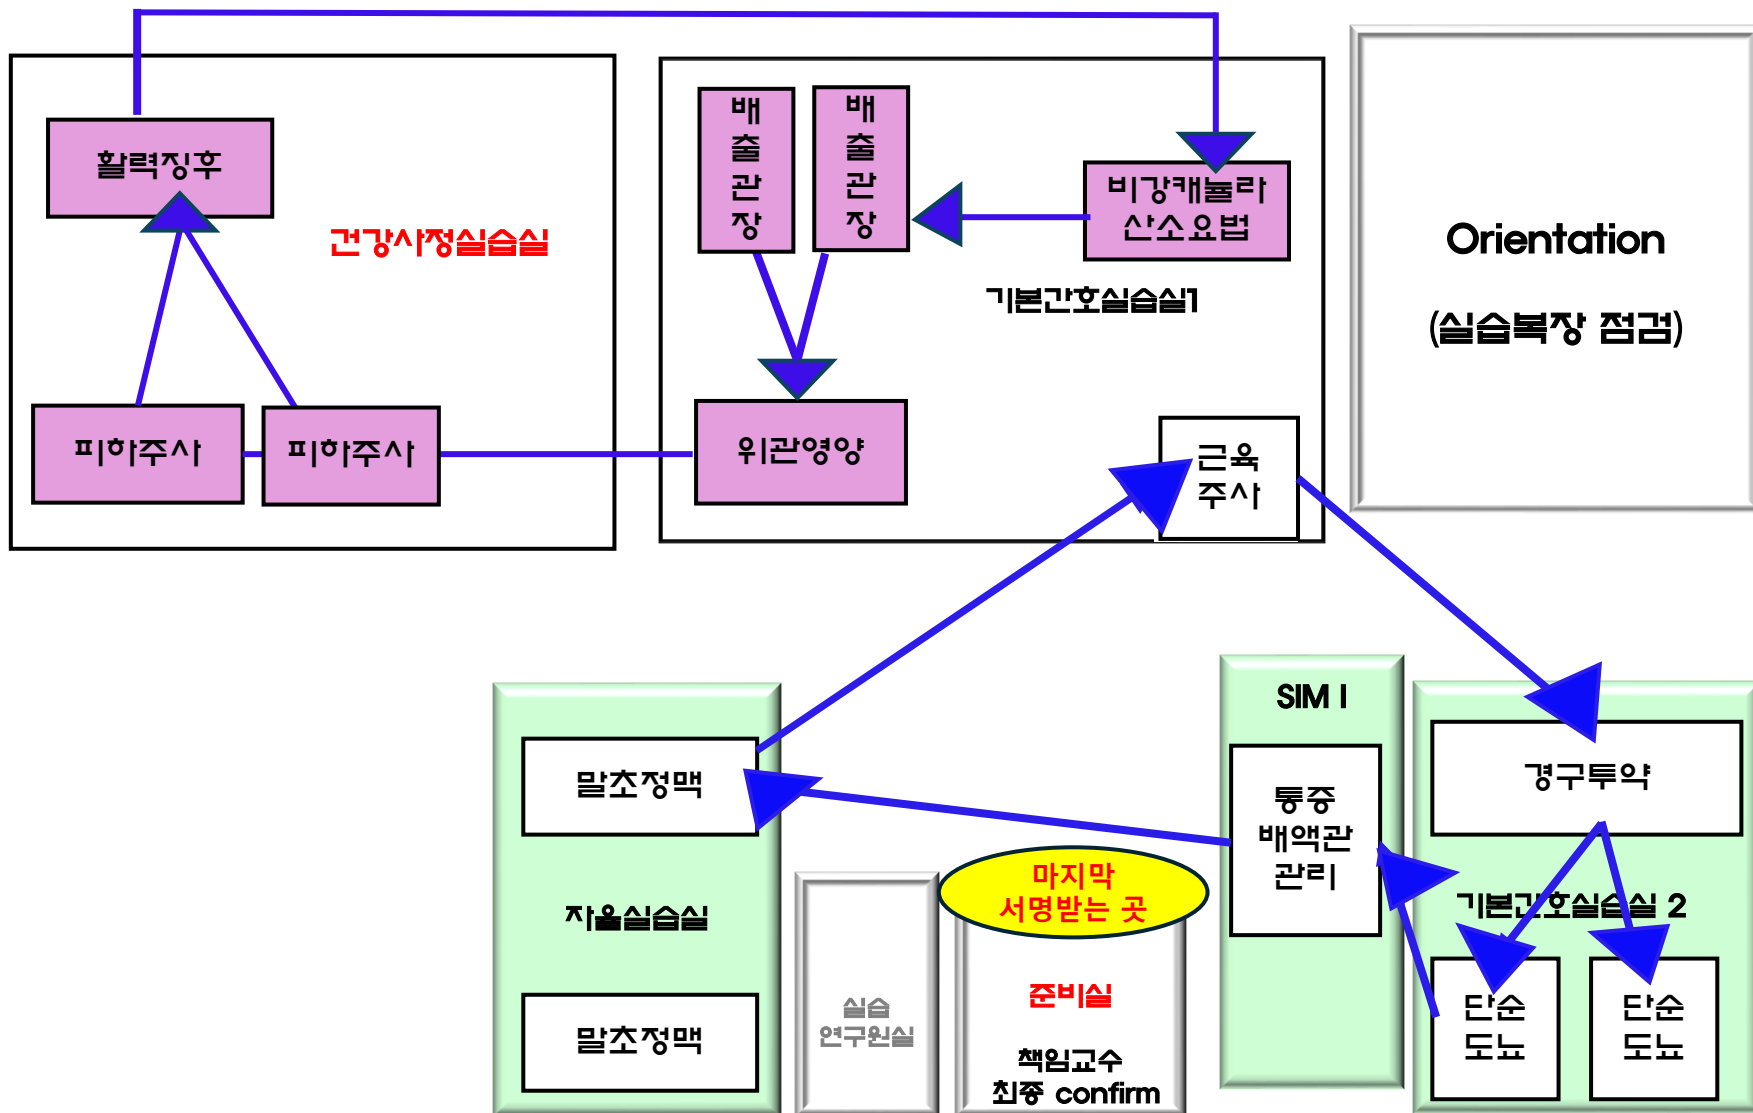 활력징후
건강사정실습실
피하주사
피하주사
배
출
관
장
배
출
관
장
비강캐뉼라
산소요법
기본간호실습실1
위관영양
근육
주사
Orientation
(실습복장 점검)
말초정맥
자율실습실
말초정맥
실습
연구원실
마지막
서명받는 곳
준비실
책임교수
최종 confirm
SIM I
통증
배액관
관리
경구투약
기본간호실습실 2
단순
도뇨
단순
도뇨